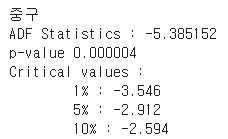 중구
ADF Statistics : -5.385152
p-value 0.000004
Critical values :
1% : -3.546
5% : -2.912
10% : -2.594